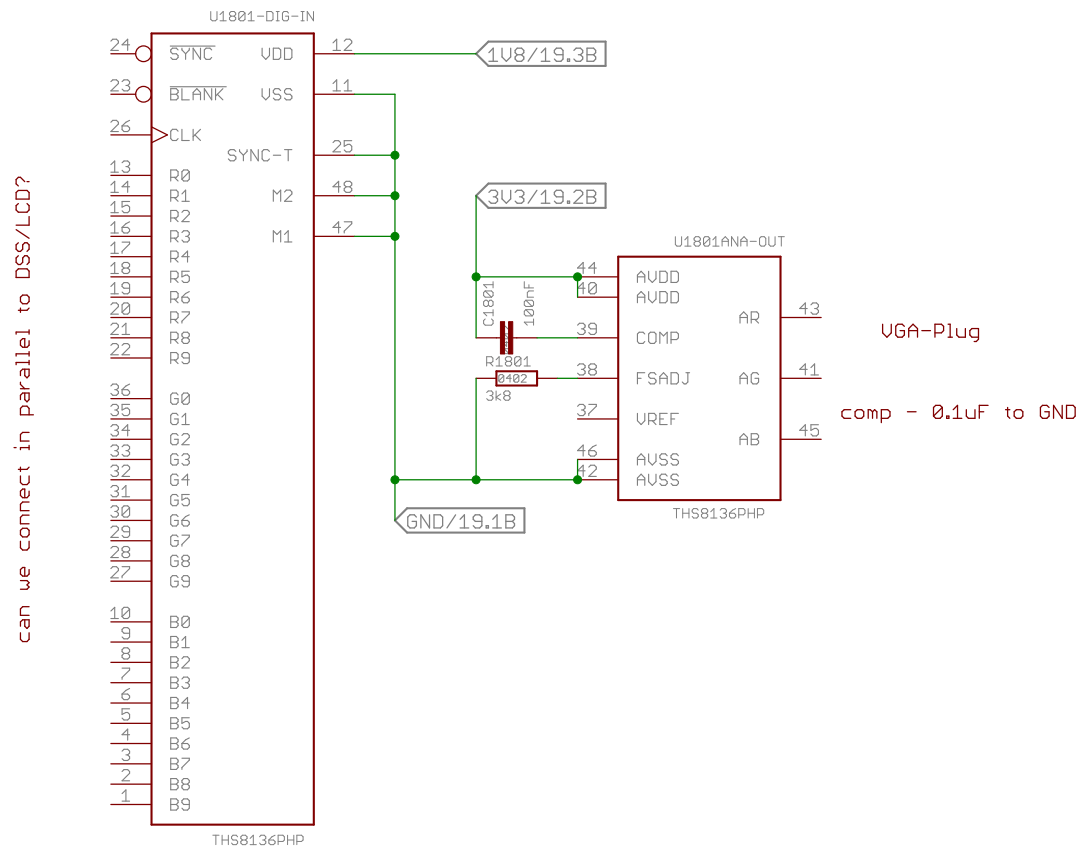 U1801-DIG-IN
24 SYNC VDD 12
1V8/19.3B
23 BLANK VSS 11
26 CLK
SYNC-T 25
13 R0
14 R1 M2 48
3V3/19.2B
15 R2
16 R3 M1 47
17 R4
18 R5
19 R6
20 R7
21 R8
22 R9
36 G0
35 G1
34 G2
33 G3
32 G4
31 G5
30 G6
29 G7
28 G8
27 G9
10 B0
9 B1
8 B2
7 B3
6 B4
5 B5
4 B6
3 B7
2 B8
1 B9
THS8136PHP
can we connect in parallel to DSS/LCD?
U1801ANA-OUT
44 AVDD
40 AVDD
C1801
100nF
AR 43
39 COMP
R1801
0402
3k8
38 FSADJ AG 41
37 VREF
AB 45
46 AVSS
42 AVSS
THS8136PHP
GND/19.1B
VGA-Plug
comp - 0.1uF to GND